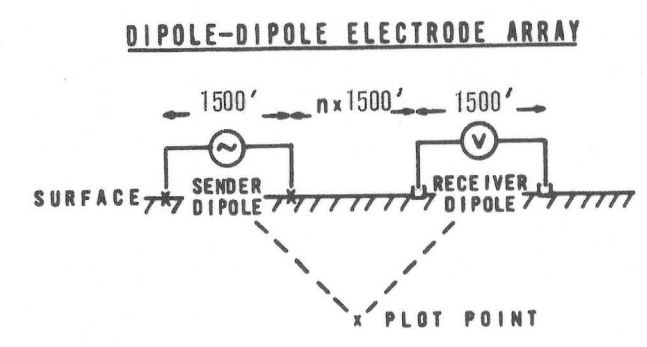 DIPOLE-DIPOLE ELECTRODE ARRAY
1500' n x 1500' 1500'
~ V
SENDER RECEIVER
SURFACE DIPOLE DIPOLE
x PLOT POINT